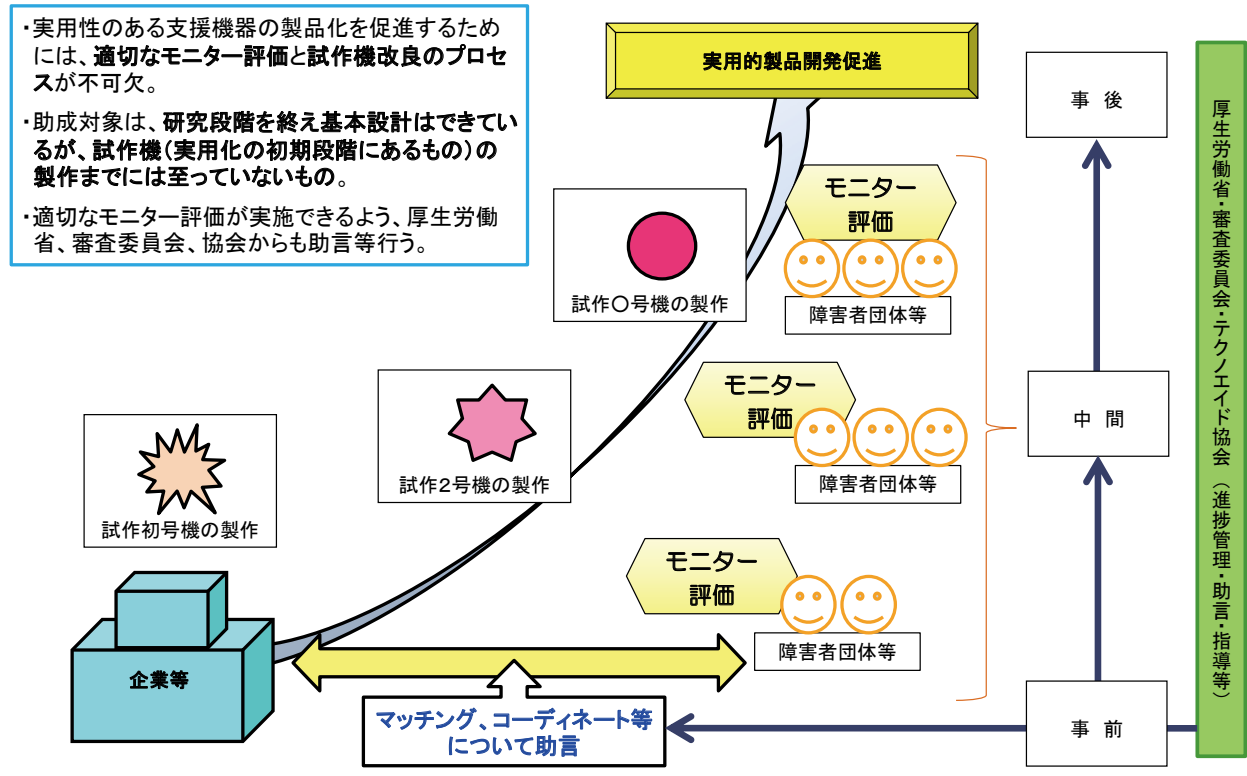 ・実用性のある支援機器の製品化を促進するため
には、適切なモニター評価と試作機改良のプロセ
スが不可欠。
・助成対象は、研究段階を終え基本設計はできてい
るが、試作機(実用化の初期段階にあるもの)の
製作までには至っていないもの。
・適切なモニター評価が実施できるよう、厚生労働
省、審査委員会、協会からも助言等行う。
実用的製品開発促進
事 後
モニター
評価
障害者団体等
試作〇号機の製作
モニター
評価
障害者団体等
中 間
試作2号機の製作
試作初号機の製作
モニター
評価
障害者団体等
企業等
マッチング、コーディネート等
について助言
事 前
厚生労働省・審査委員会・テクノエイド協会(進捗管理・助言・指導等)